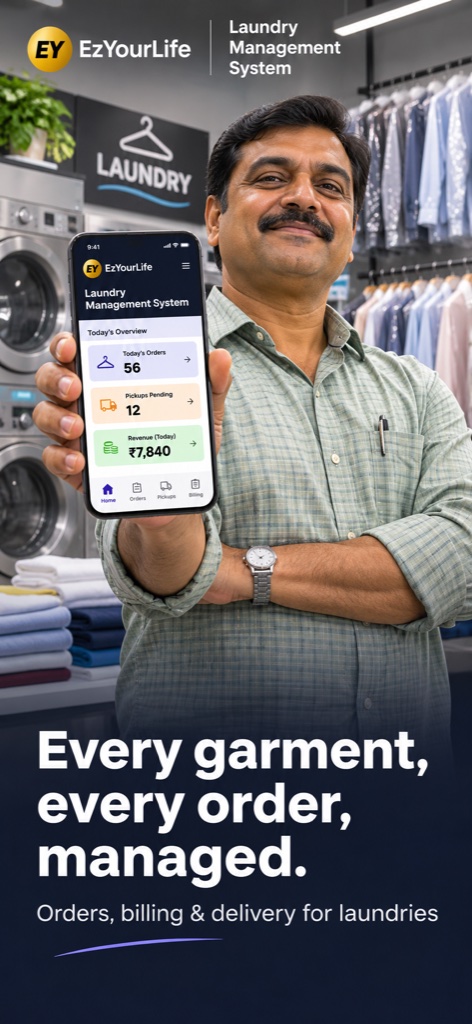 EY EzYourLife
Laundry
Management
System
LAUNDRY
9:41
EY EzYourLife
Laundry
Management System
Today's Overview
Today's Orders
56
Pickups Pending
12
Revenue (Today)
₹7,840
Home
Orders
Pickups
Billing
Every garment,
every order,
managed.
Orders, billing & delivery for laundries